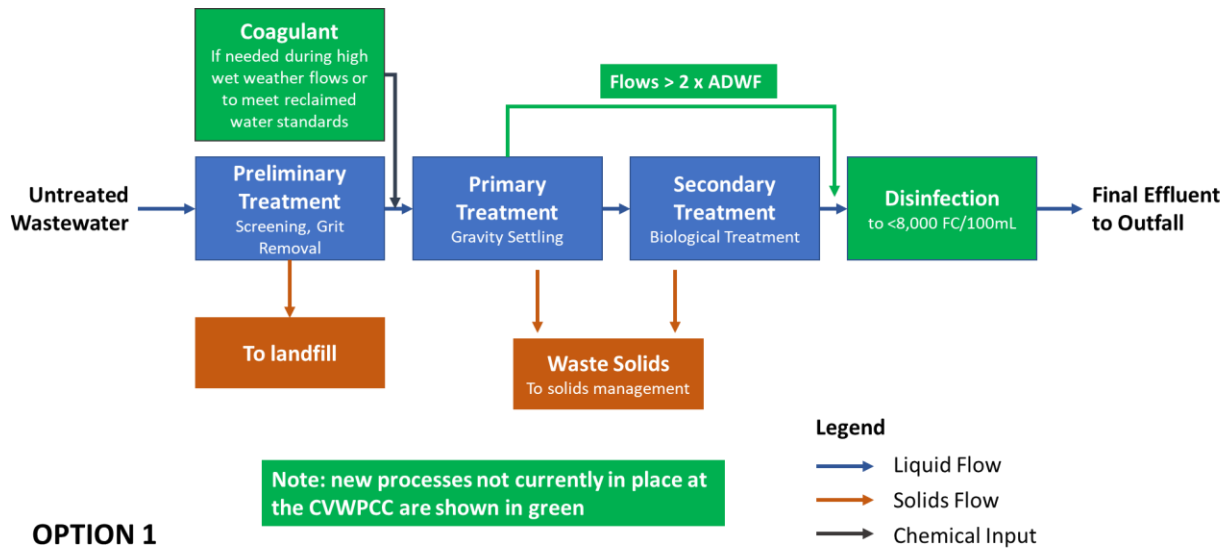 Coagulant
If needed during high
wet weather flows or
to meet reclaimed
water standards
Flows > 2 x ADWF
Untreated
Wastewater
Preliminary
Treatment
Screening, Grit
Removal
Primary
Treatment
Gravity Settling
Secondary
Treatment
Biological Treatment
Disinfection
to <8,000 FC/100mL
Final Effluent
to Outfall
To landfill
Waste Solids
To solids management
Legend
Liquid Flow
Solids Flow
Chemical Input
Note: new processes not currently in place at
the CVWPCC are shown in green
OPTION 1